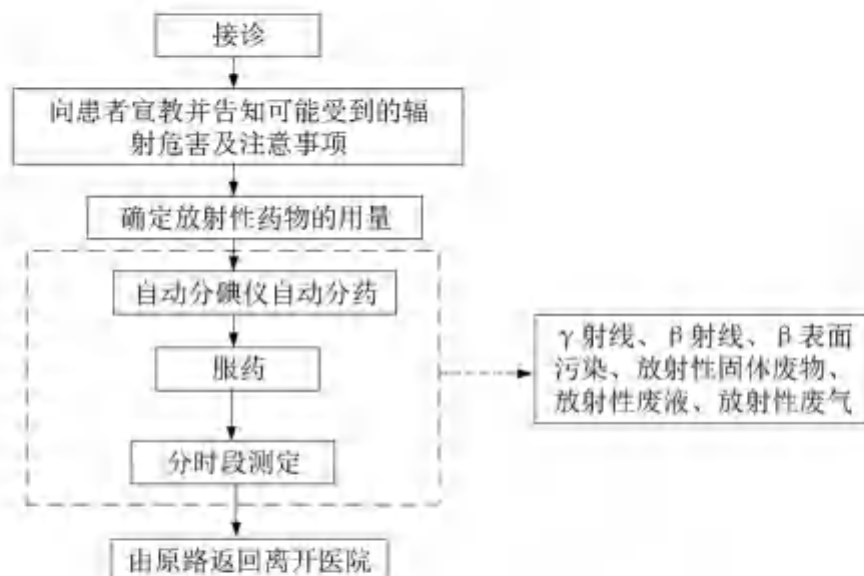 接诊
向患者宣教并告知可能受到的辐
射危害及注意事项
确定放射性药物的用量
自动分碘仪自动分药
服药
分时段测定
由原路返回离开医院
γ射线、β射线、β表面
污染、放射性固体废物、
放射性废液、放射性废气